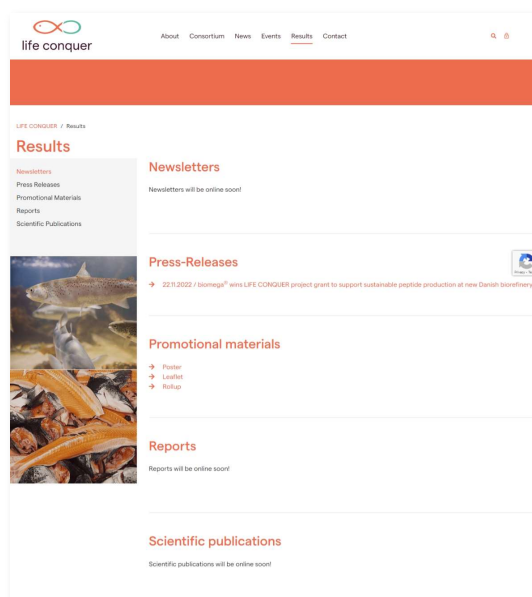 life conquer
About Consortium News Events Results Contact
LIFE CONQUER / Results
Results
Newsletters
Press Releases
Promotional Materials
Reports
Scientific Publications
Newsletters
Newsletters will be online soon!
Press-Releases
→ 22.11.2022 / biomega® wins LIFE CONQUER project grant to support sustainable peptide production at new Danish biorefinery
Promotional materials
→ Poster
→ Leaflet
→ Rollup
Reports
Reports will be online soon!
Scientific publications
Scientific publications will be online soon!